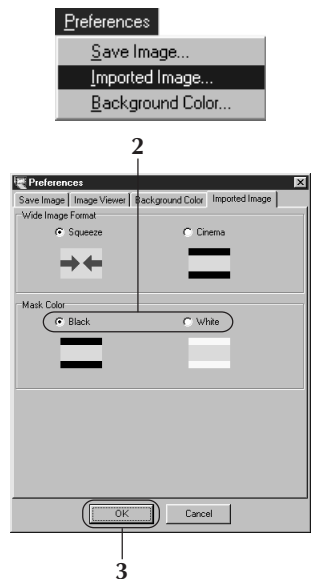 Preferences
Save Image...
Imported Image...
Background Color...
2
Preferences
Save Image Image Viewer Background Color Imported Image
Wide Image Format
Squeeze Cinema
Mask Color
Black White
OK Cancel
3